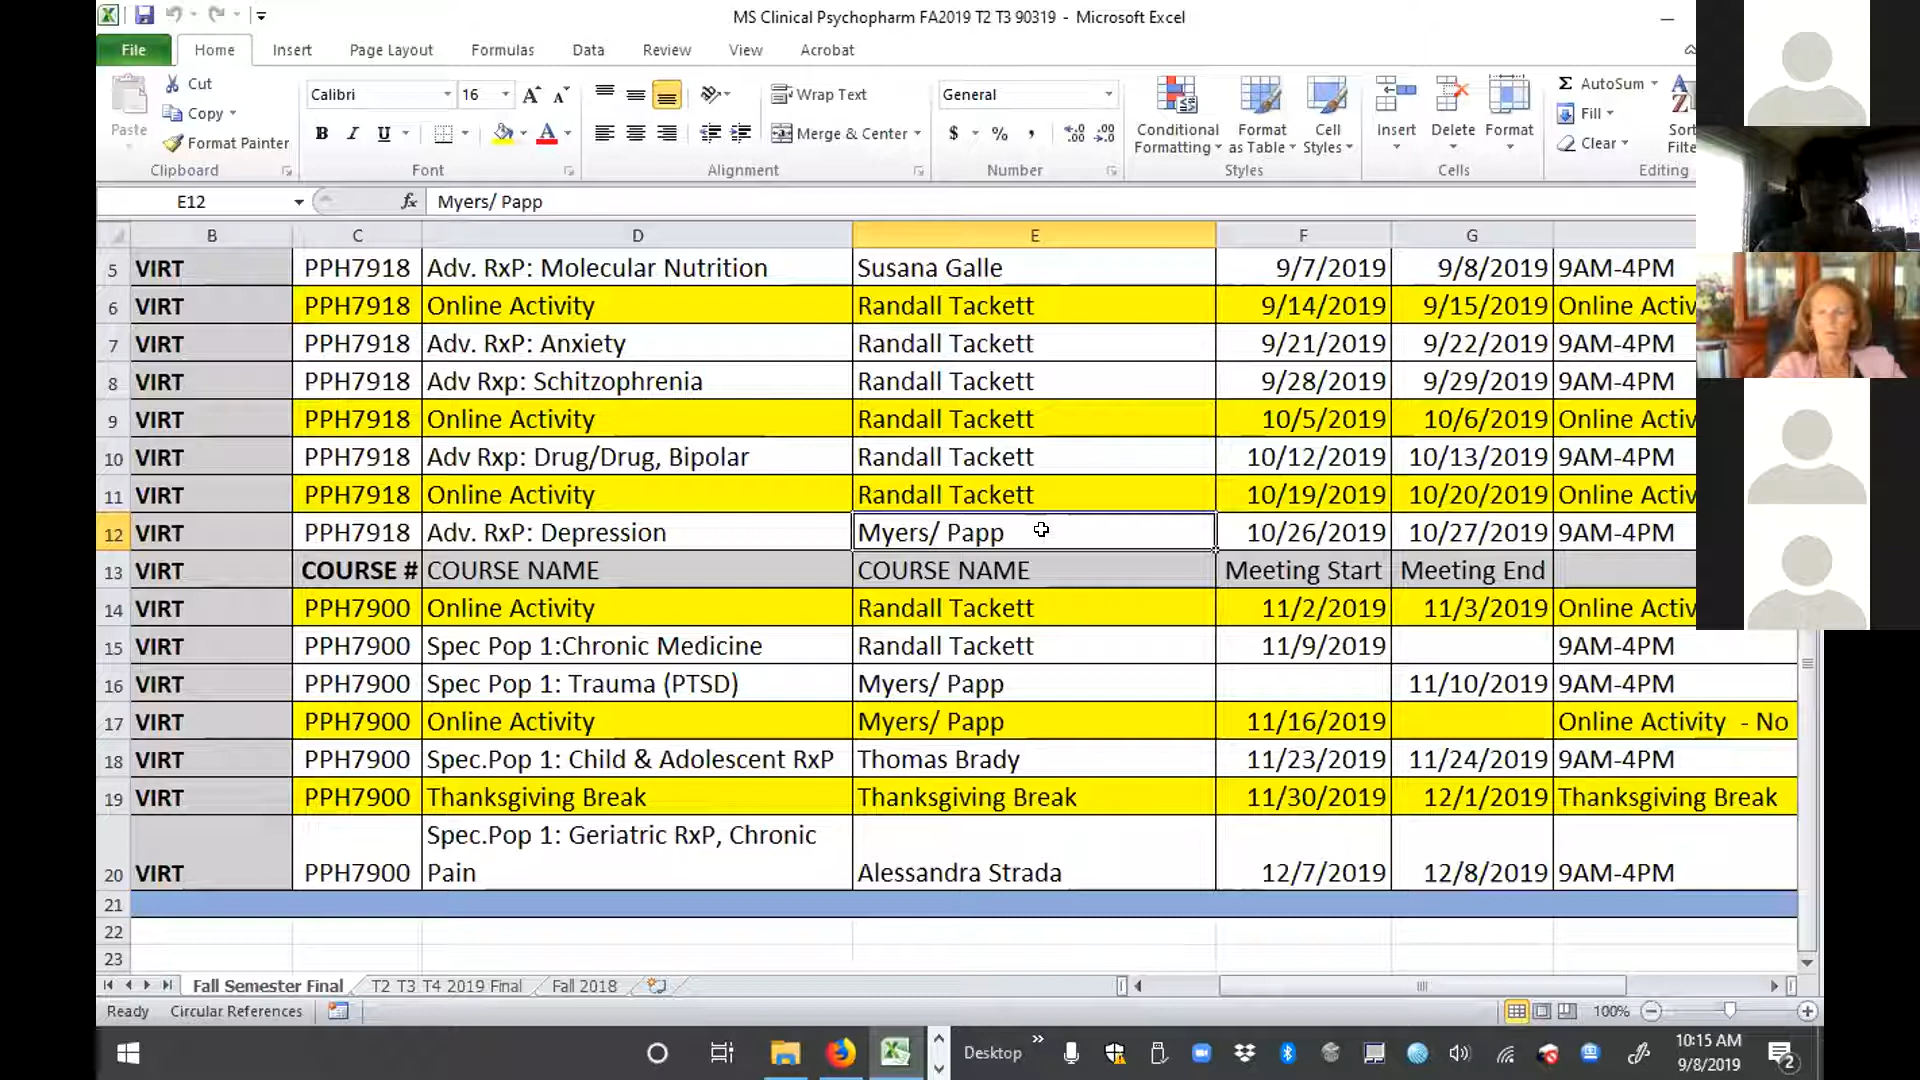 MS Clinical Psychopharm FA2019 T2 T3 90319 - Microsoft Excel
File Home Insert Page Layout Formulas Data Review View Acrobat
Paste Cut Copy Format Painter
Calibri 16 Wrap Text General AutoSum
B I U Merge & Center $ % , Conditional Formatting Format as Table Cell Styles Insert Delete Format Fill Clear Sort
Clipboard Font Alignment Number Styles Cells Editing
E12 fx Myers/ Papp
B C D E F G
5 VIRT PPH7918 Adv. RxP: Molecular Nutrition Susana Galle 9/7/2019 9/8/2019 9AM-4PM
6 VIRT PPH7918 Online Activity Randall Tackett 9/14/2019 9/15/2019 Online Activ
7 VIRT PPH7918 Adv. RxP: Anxiety Randall Tackett 9/21/2019 9/22/2019 9AM-4PM
8 VIRT PPH7918 Adv Rxp: Schitzophrenia Randall Tackett 9/28/2019 9/29/2019 9AM-4PM
9 VIRT PPH7918 Online Activity Randall Tackett 10/5/2019 10/6/2019 Online Activ
10 VIRT PPH7918 Adv Rxp: Drug/Drug, Bipolar Randall Tackett 10/12/2019 10/13/2019 9AM-4PM
11 VIRT PPH7918 Online Activity Randall Tackett 10/19/2019 10/20/2019 Online Activ
12 VIRT PPH7918 Adv. RxP: Depression Myers/ Papp 10/26/2019 10/27/2019 9AM-4PM
13 VIRT COURSE # COURSE NAME COURSE NAME Meeting Start Meeting End
14 VIRT PPH7900 Online Activity Randall Tackett 11/2/2019 11/3/2019 Online Activ
15 VIRT PPH7900 Spec Pop 1:Chronic Medicine Randall Tackett 11/9/2019 9AM-4PM
16 VIRT PPH7900 Spec Pop 1: Trauma (PTSD) Myers/ Papp 11/10/2019 9AM-4PM
17 VIRT PPH7900 Online Activity Myers/ Papp 11/16/2019 Online Activity - No
18 VIRT PPH7900 Spec.Pop 1: Child & Adolescent RxP Thomas Brady 11/23/2019 11/24/2019 9AM-4PM
19 VIRT PPH7900 Thanksgiving Break Thanksgiving Break 11/30/2019 12/1/2019 Thanksgiving Break
Spec.Pop 1: Geriatric RxP, Chronic
20 VIRT PPH7900 Pain Alessandra Strada 12/7/2019 12/8/2019 9AM-4PM
21
22
23
Fall Semester Final T2 T3 T4 2019 Final Fall 2018
Ready Circular References 100%
Desktop 10:15 AM
9/8/2019 2